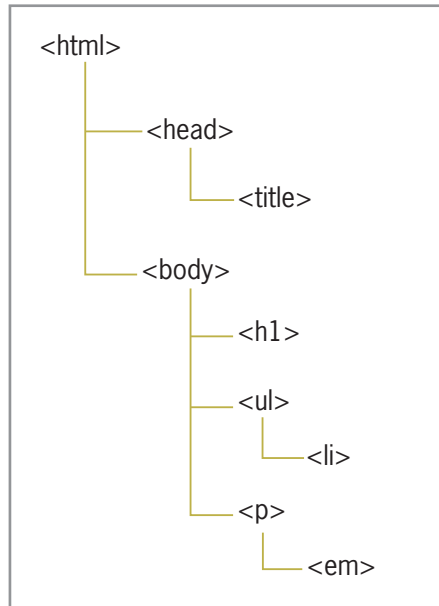 <html>
<head>
<title>
<body>
<h1>
<ul>
<li>
<p>
<em>